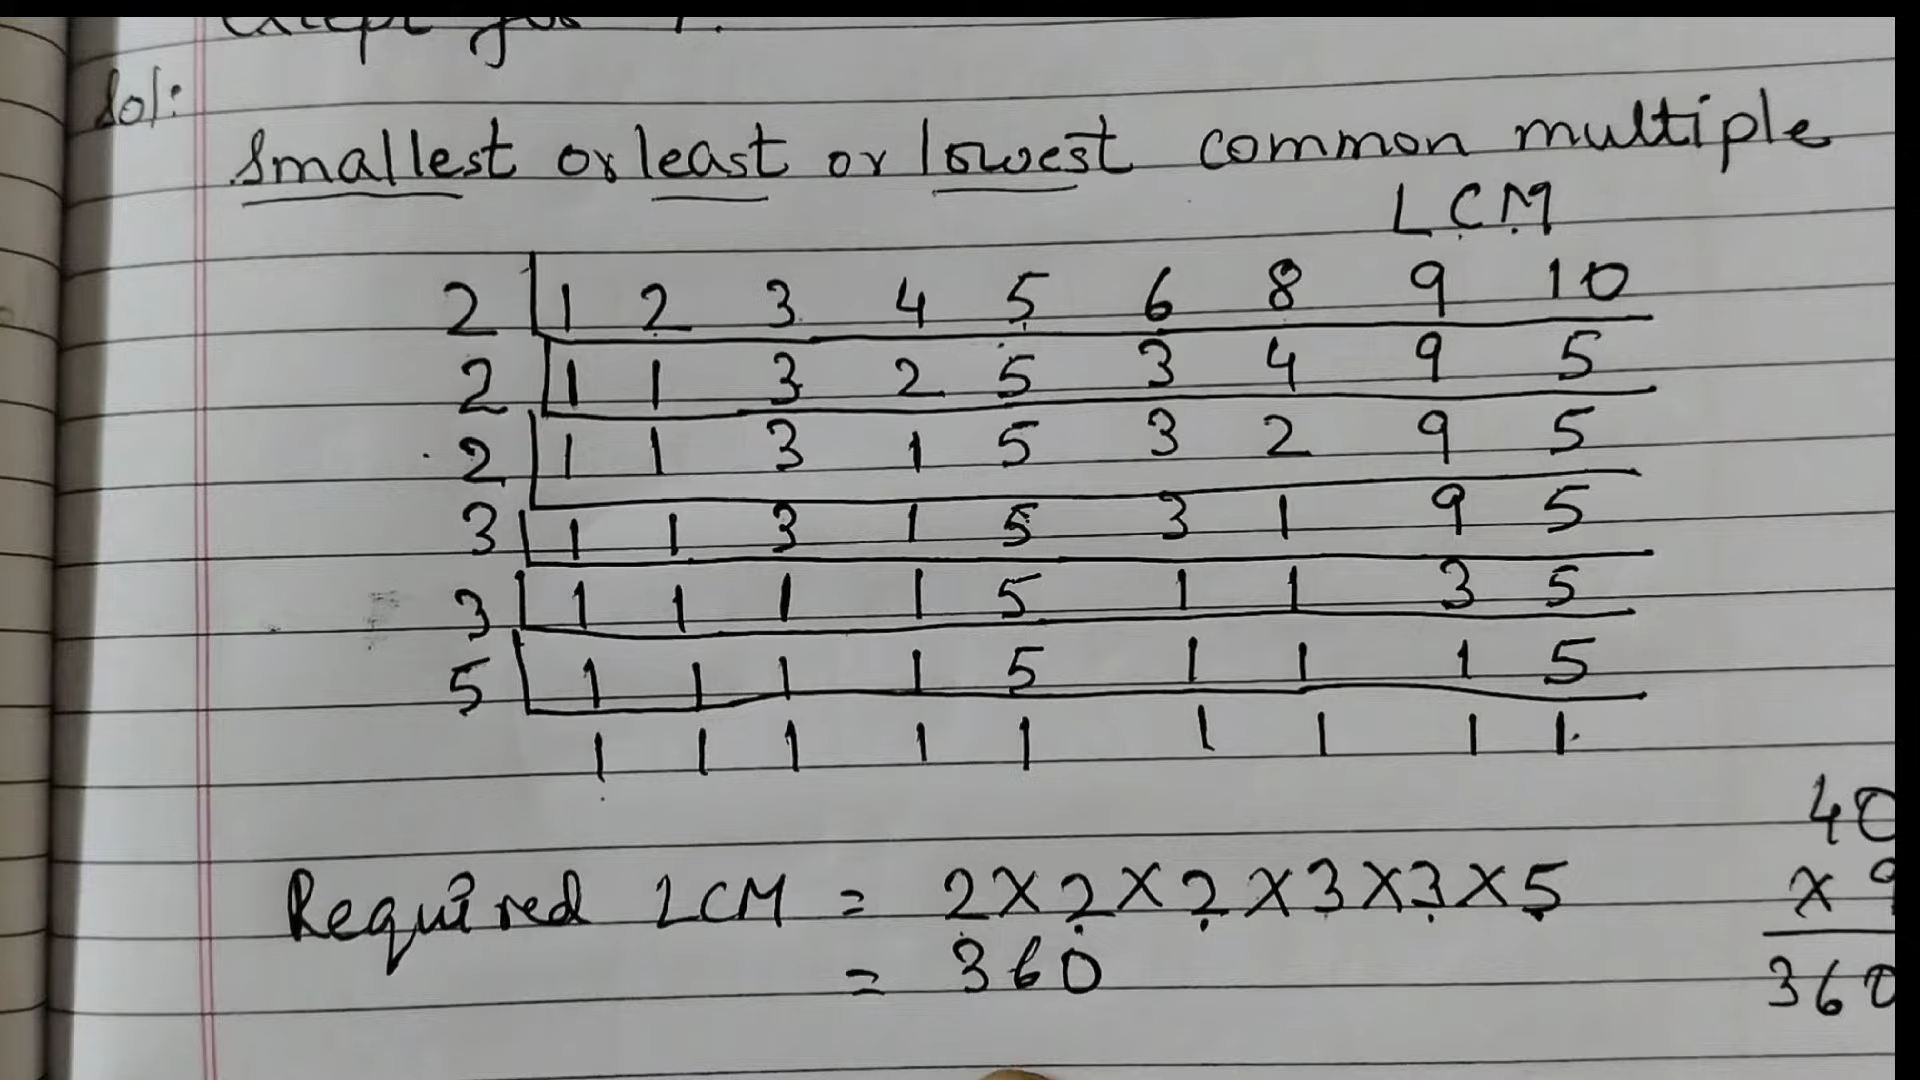 except for 7.
Sol:
Smallest or least or lowest common multiple
LCM
2 1 2 3 4 5 6 8 9 10
2 1 1 3 2 5 3 4 9 5
2 1 1 3 1 5 3 2 9 5
3 1 1 3 1 5 3 1 9 5
3 1 1 1 1 5 1 1 3 5
5 1 1 1 1 5 1 1 1 5
1 1 1 1 1 1 1 1 1
40
Required LCM = 2×2×2×3×3×5
× 9
= 360
360